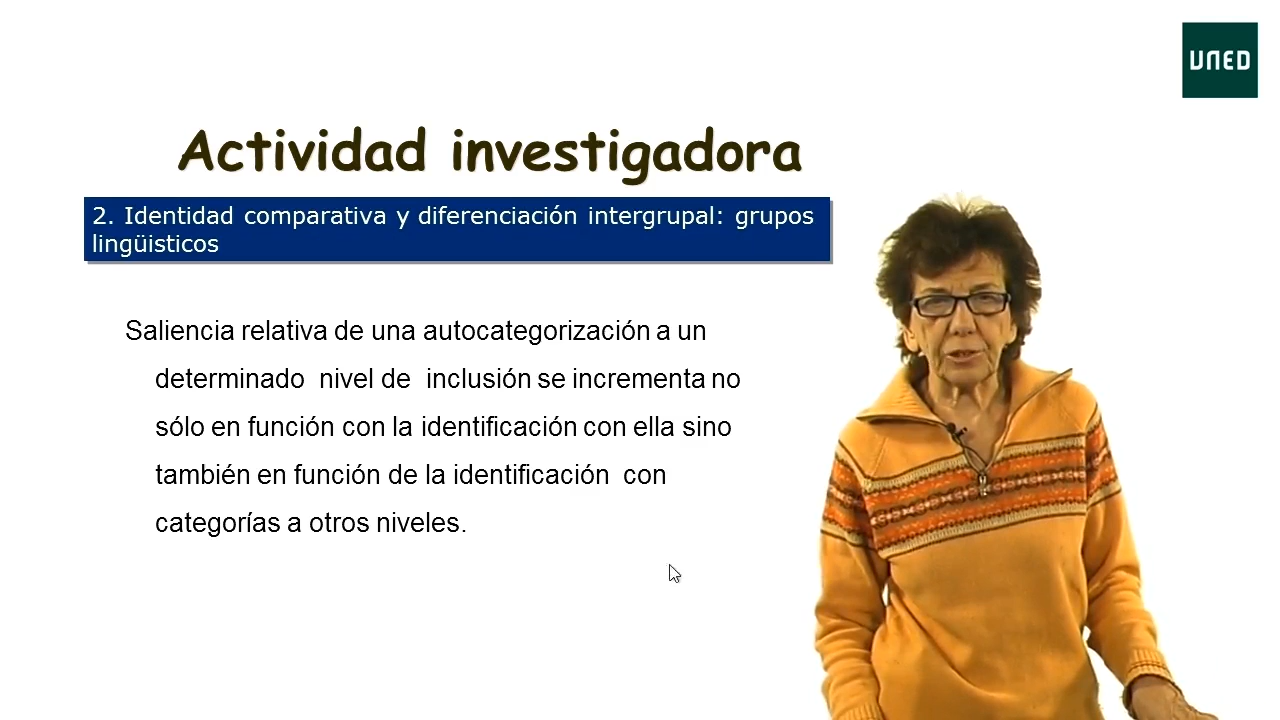 UNED
Actividad investigadora
2. Identidad comparativa y diferenciación intergrupal: grupos
lingüisticos
Saliencia relativa de una autocategorización a un
determinado nivel de inclusión se incrementa no
sólo en función con la identificación con ella sino
también en función de la identificación con
categorías a otros niveles.